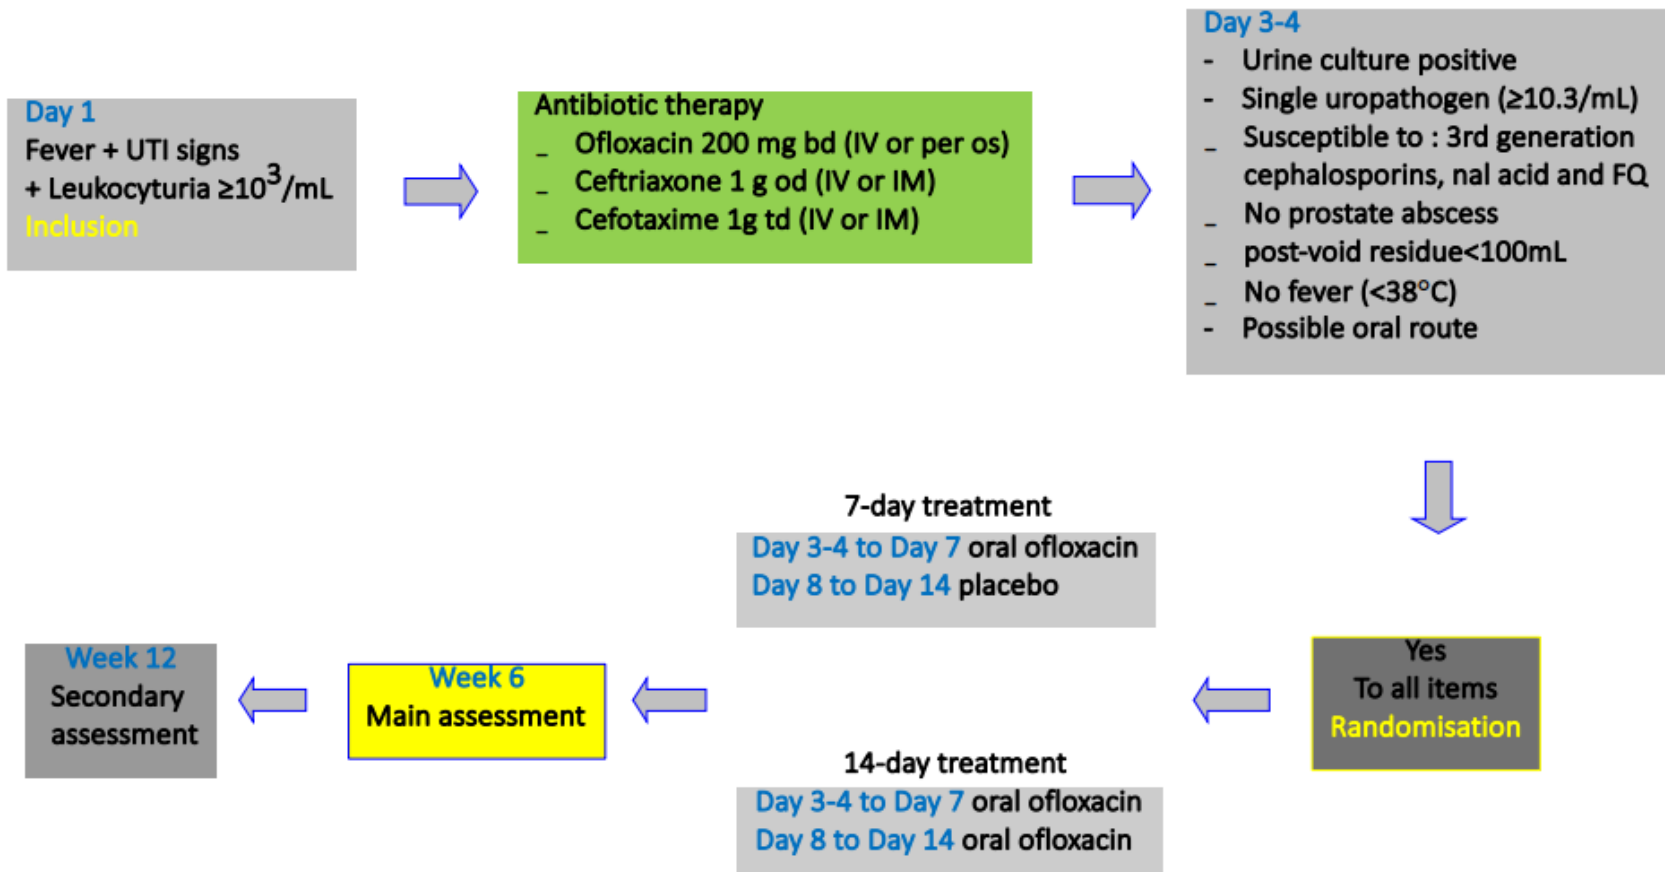 Day 1
Fever + UTI signs
+ Leukocyturia ≥10³/mL
Inclusion
Antibiotic therapy
_ Ofloxacin 200 mg bd (IV or per os)
_ Ceftriaxone 1 g od (IV or IM)
_ Cefotaxime 1g td (IV or IM)
Day 3-4
- Urine culture positive
- Single uropathogen (≥10.3/mL)
_ Susceptible to : 3rd generation
cephalosporins, nal acid and FQ
_ No prostate abscess
_ post-void residue<100mL
_ No fever (<38°C)
- Possible oral route
Yes
To all items
Randomisation
7-day treatment
Day 3-4 to Day 7 oral ofloxacin
Day 8 to Day 14 placebo
14-day treatment
Day 3-4 to Day 7 oral ofloxacin
Day 8 to Day 14 oral ofloxacin
Week 6
Main assessment
Week 12
Secondary
assessment